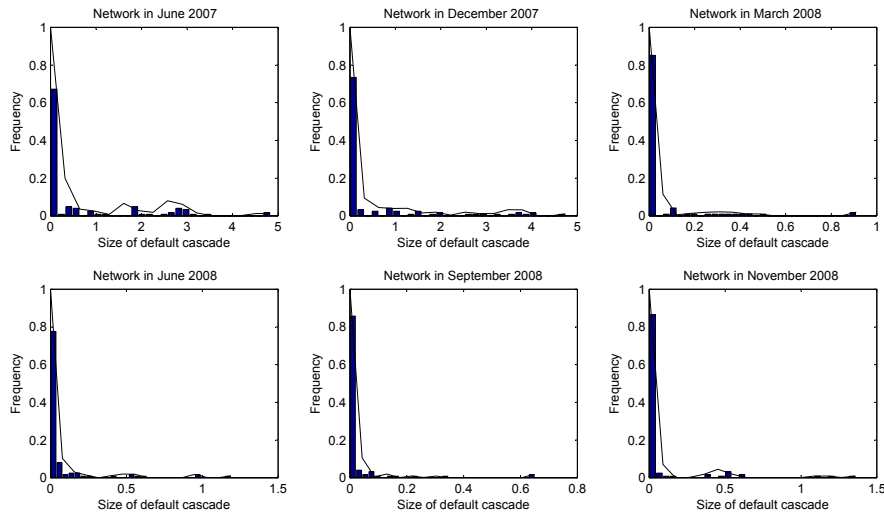 Network in June 2007
Network in December 2007
Network in March 2008
1
0.8
0.6
0.4
0.2
0
Frequency
0 1 2 3 4 5
Size of default cascade
1
0.8
0.6
0.4
0.2
0
Frequency
0 1 2 3 4 5
Size of default cascade
1
0.8
0.6
0.4
0.2
0
Frequency
0 0.2 0.4 0.6 0.8 1
Size of default cascade
Network in June 2008
Network in September 2008
Network in November 2008
1
0.8
0.6
0.4
0.2
0
Frequency
0 0.5 1 1.5
Size of default cascade
1
0.8
0.6
0.4
0.2
0
Frequency
0 0.2 0.4 0.6 0.8
Size of default cascade
1
0.8
0.6
0.4
0.2
0
Frequency
0 0.5 1 1.5
Size of default cascade